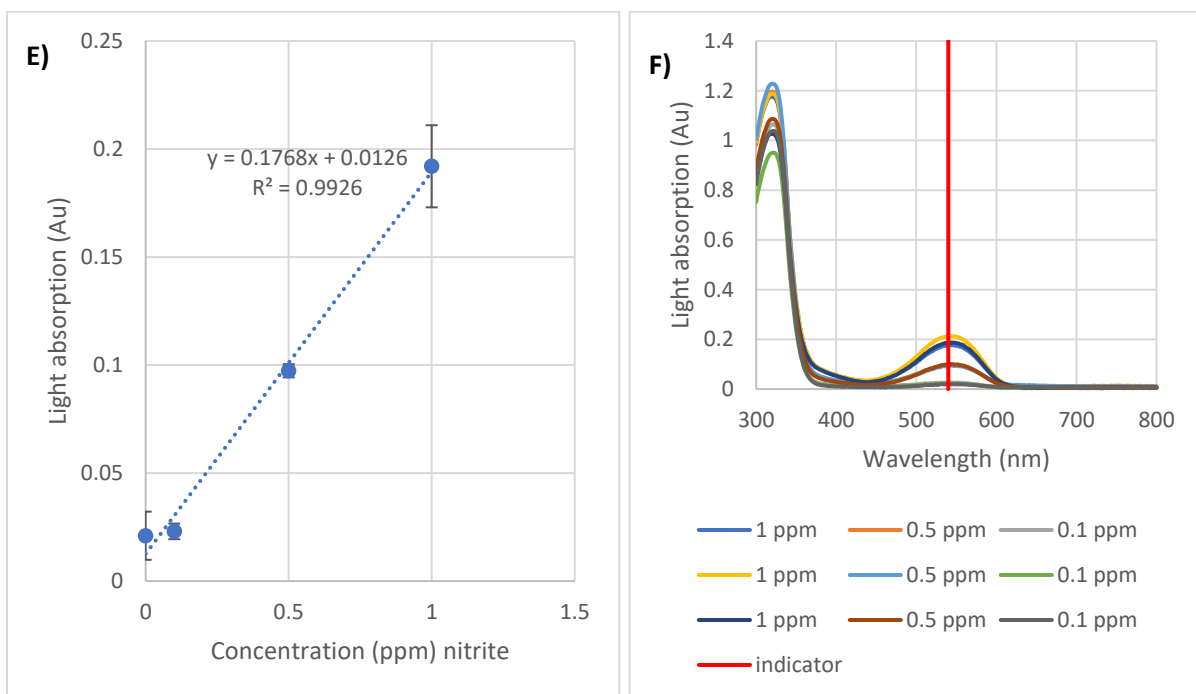 E)
Light absorption (Au)
0.25
0.2
0.15
0.1
0.05
0
y = 0.1768x + 0.0126
R² = 0.9926
0 0.5 1 1.5
Concentration (ppm) nitrite
F)
Light absorption (Au)
1.4
1.2
1
0.8
0.6
0.4
0.2
0
300 400 500 600 700 800
Wavelength (nm)
1 ppm 0.5 ppm 0.1 ppm
1 ppm 0.5 ppm 0.1 ppm
1 ppm 0.5 ppm 0.1 ppm
indicator